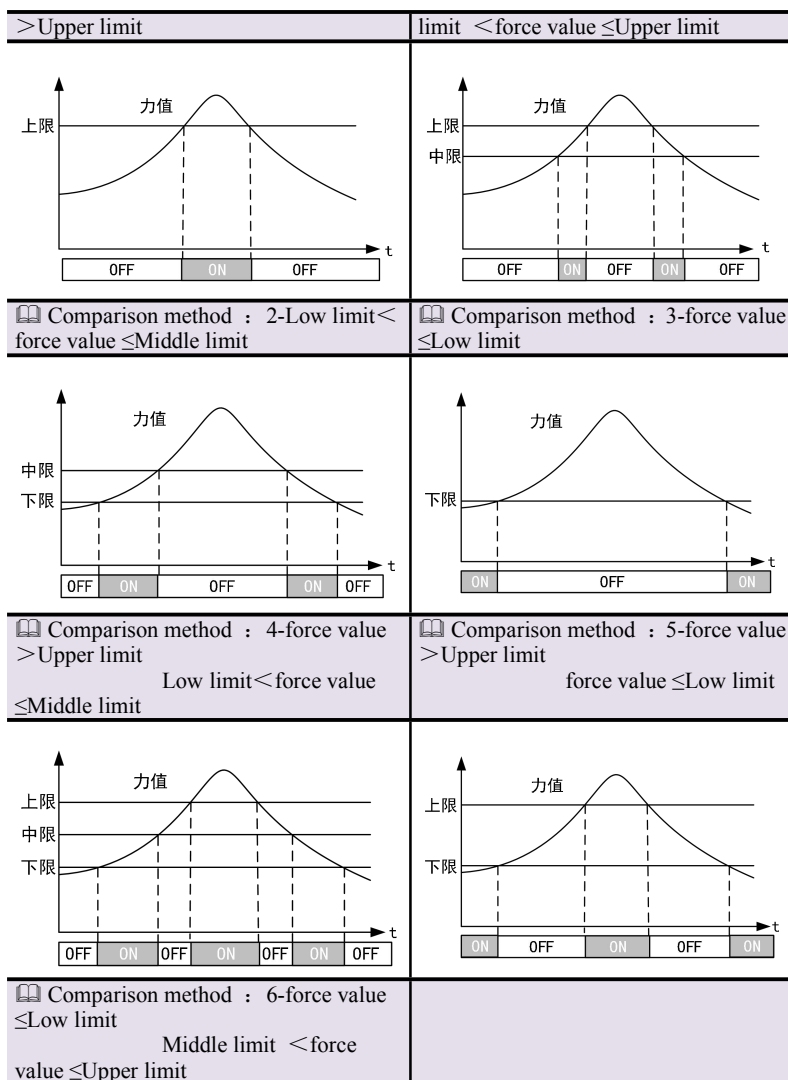 ＞Upper limit
limit ＜force value ≤Upper limit
力值
上限
t
OFF ON OFF
力值
上限
中限
t
OFF ON OFF ON OFF
Comparison method ：2-Low limit＜
force value ≤Middle limit
Comparison method ：3-force value
≤Low limit
力值
中限
下限
t
OFF ON OFF ON OFF
力值
下限
t
ON OFF ON
Comparison method ：4-force value
＞Upper limit
Low limit＜force value
≤Middle limit
Comparison method ：5-force value
＞Upper limit
force value ≤Low limit
力值
上限
中限
下限
t
OFF ON OFF ON OFF ON OFF
力值
上限
下限
t
ON OFF ON OFF ON
Comparison method ：6-force value
≤Low limit
Middle limit ＜force
value ≤Upper limit